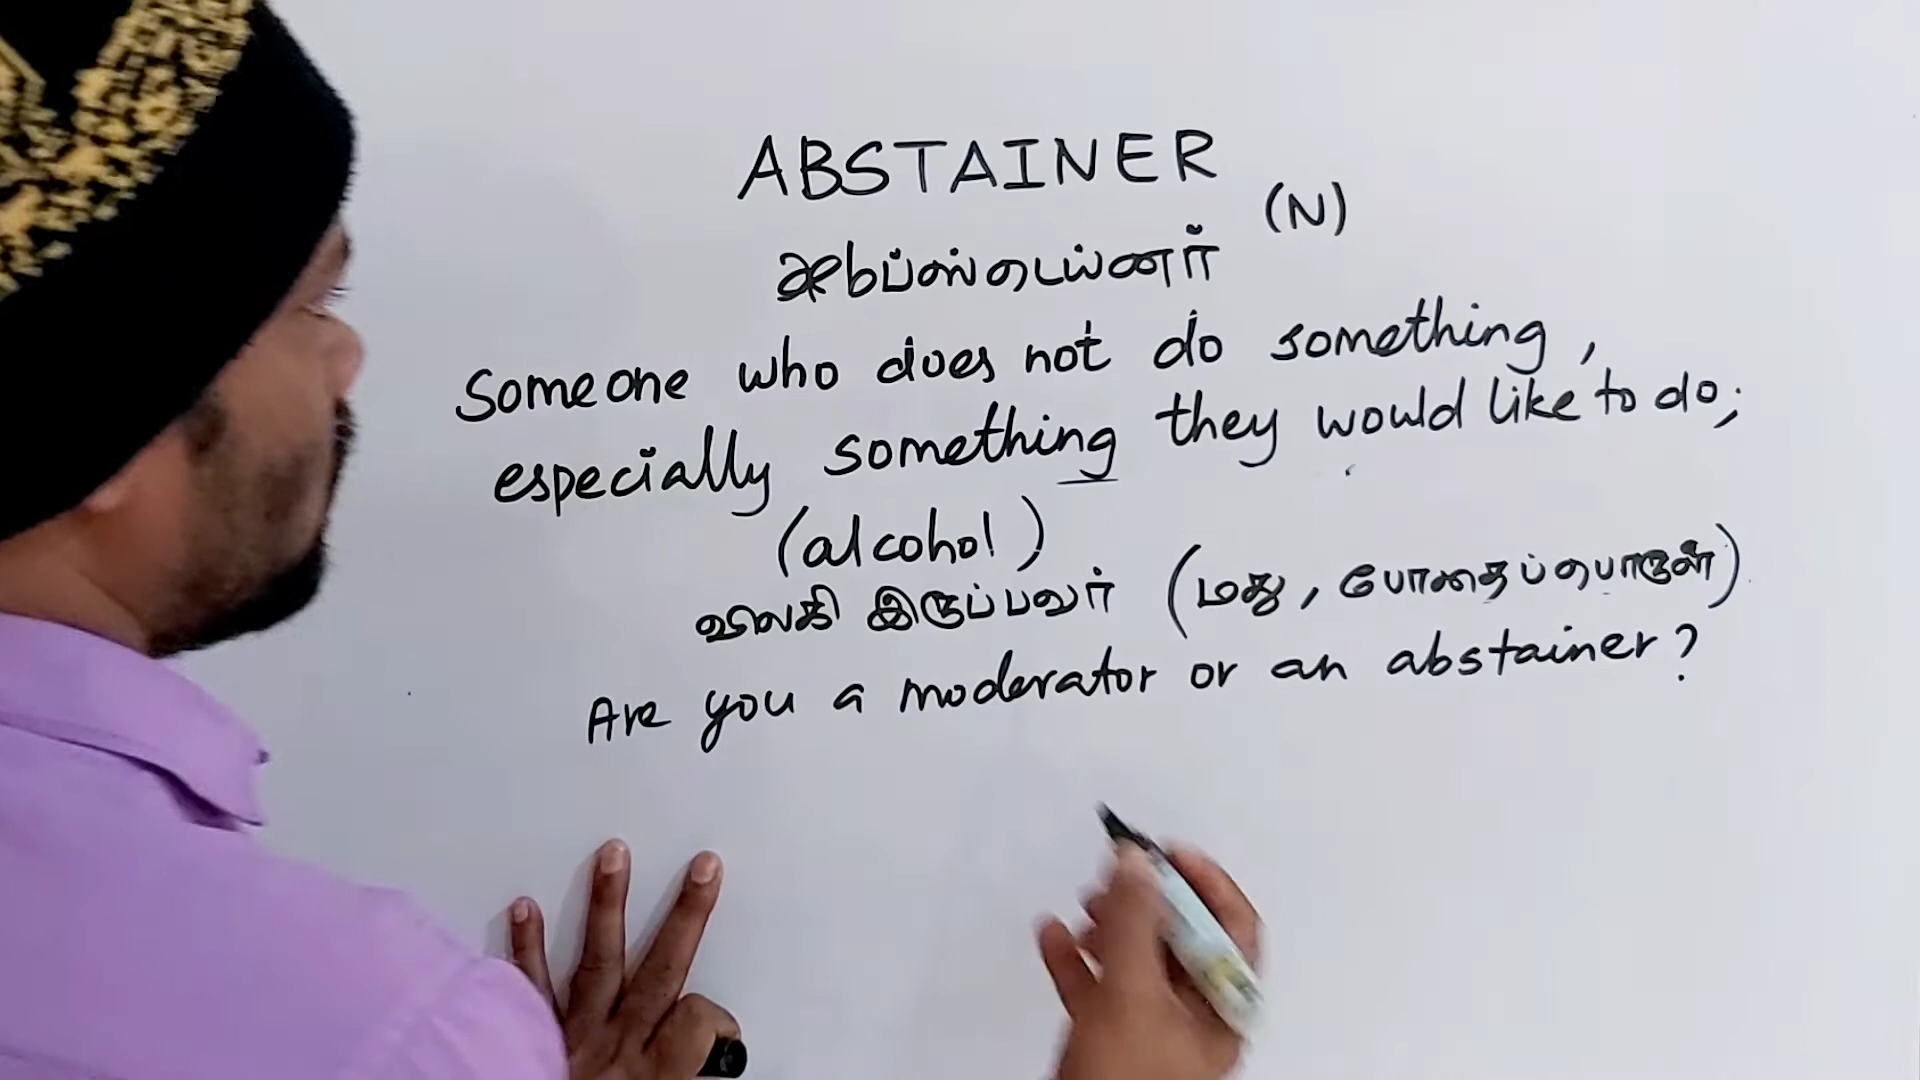 ABSTAINER
(N)
அbப்ஸ்டெய்னர்
Someone who does not do something,
especially something they would like to do;
(alcohol)
விலகி இருப்பவர் (மது, போதைப்பொருள்)
Are you a moderator or an abstainer?